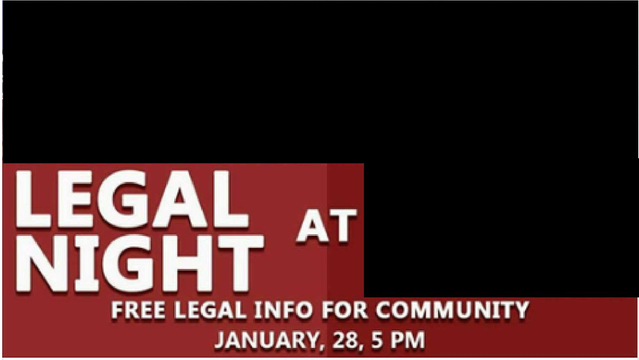 LEGAL
NIGHT AT
FREE LEGAL INFO FOR COMMUNITY
JANUARY, 28, 5 PM